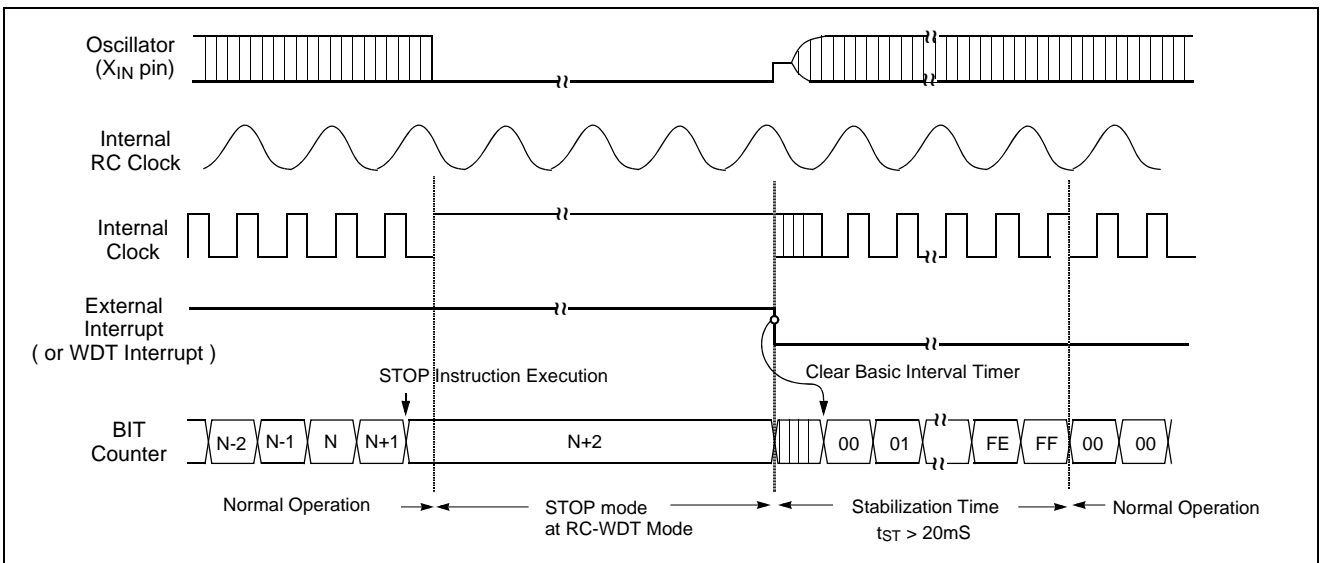 Oscillator
(XIN pin)
Internal
RC Clock
Internal
Clock
External
Interrupt
( or WDT Interrupt )
STOP Instruction Execution
Clear Basic Interval Timer
BIT
Counter
N-2 N-1 N N+1 N+2 00 01 FE FF 00 00
Normal Operation STOP mode Stabilization Time Normal Operation
at RC-WDT Mode tST > 20mS